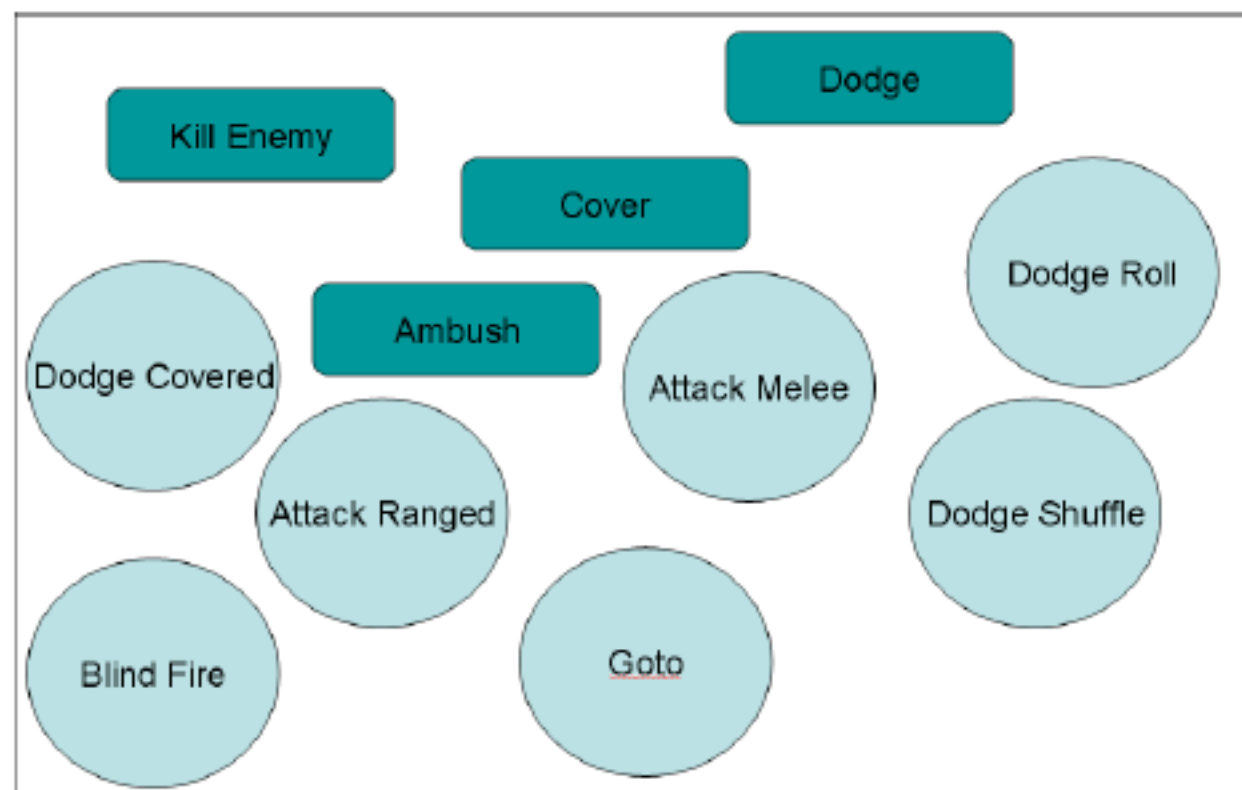 Dodge
Kill Enemy
Cover
Dodge Roll
Ambush
Dodge Covered
Attack Melee
Attack Ranged
Dodge Shuffle
Blind Fire
Goto